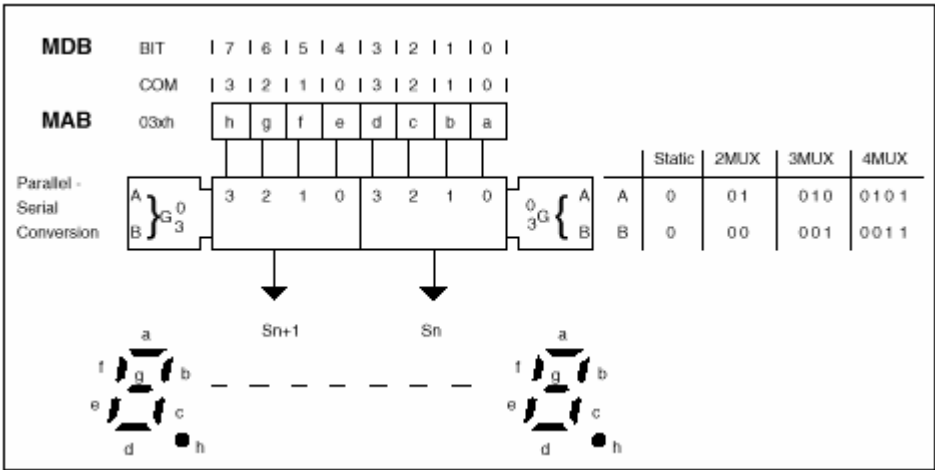 MDB BIT | 7 | 6 | 5 | 4 | 3 | 2 | 1 | 0 |
COM | 3 | 2 | 1 | 0 | 3 | 2 | 1 | 0 |
MAB 03xh h g f e d c b a
Static 2MUX 3MUX 4MUX
Parallel -
Serial
Conversion
A B } G 0 3
3 2 1 0 3 2 1 0
0 3 G { A B
A 0 01 010 0101
B 0 00 001 0011
Sn+1 Sn
a a
f g b f g b
e c e c
d h d h